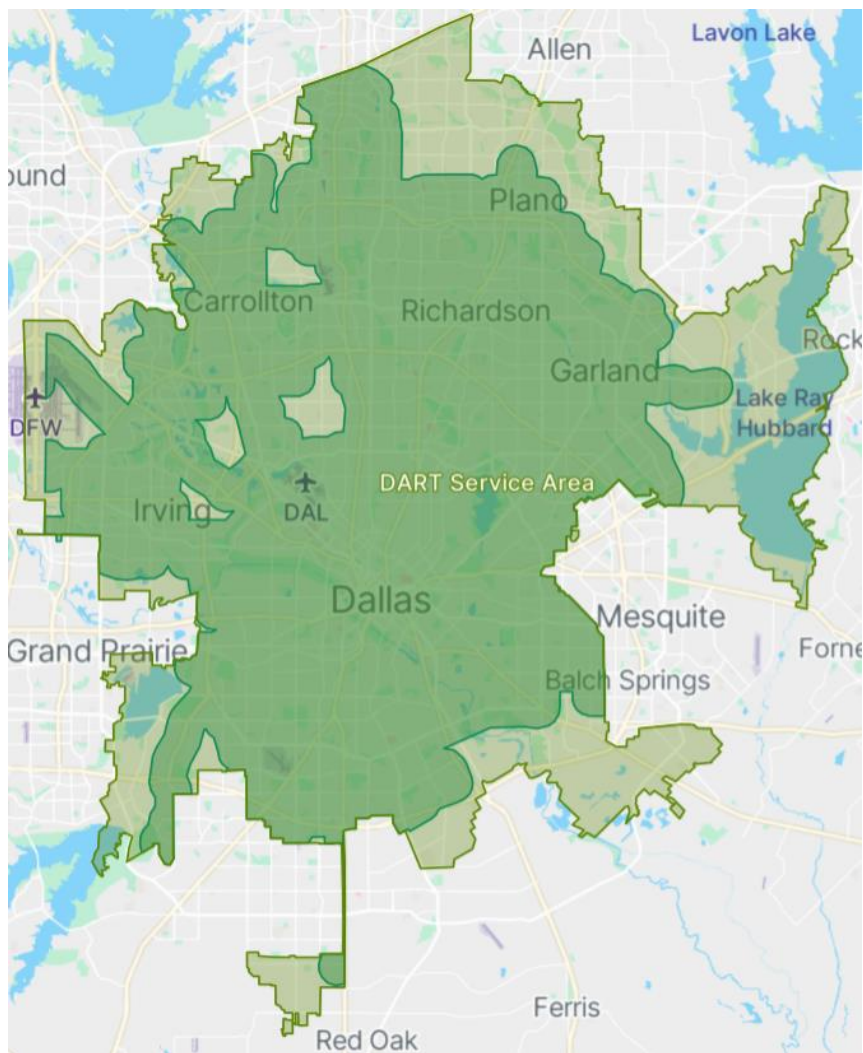 Allen
Lavon Lake
ound
Plano
Carrollton
Richardson
Rock
Garland
DFW
Lake Ray
Hubbard
DART Service Area
Irving
DAL
Dallas
Mesquite
Grand Prairie
Forne
Balch Springs
Ferris
Red Oak